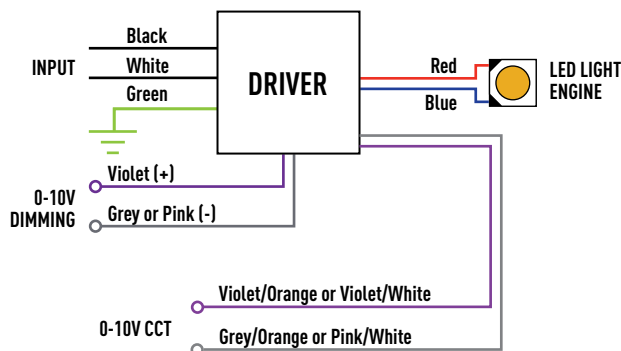 Black
INPUT
White
Green
DRIVER
Red
Blue
LED LIGHT
ENGINE
Violet (+)
0-10V
DIMMING
Grey or Pink (-)
Violet/Orange or Violet/White
0-10V CCT
Grey/Orange or Pink/White